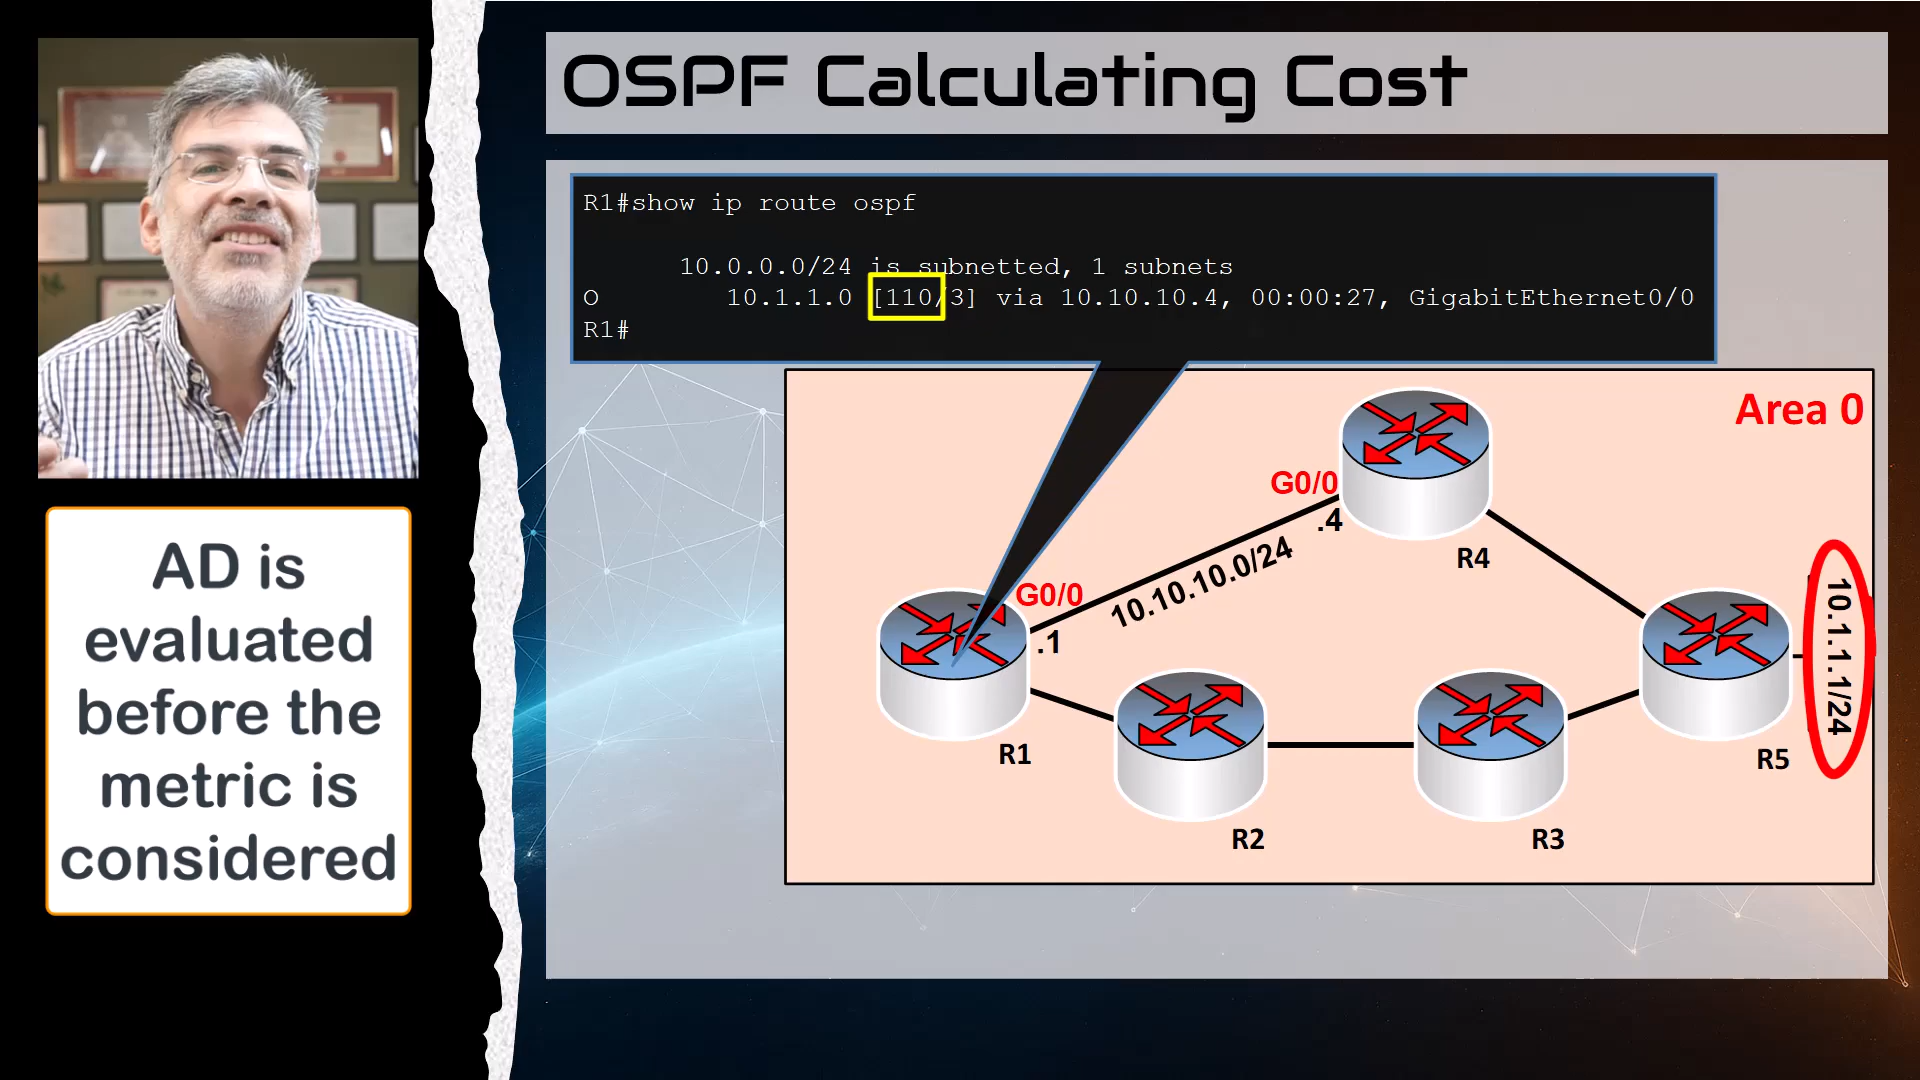 OSPF Calculating Cost
R1#show ip route ospf
10.0.0.0/24 is subnetted, 1 subnets
O 10.1.1.0 [110/3] via 10.10.10.4, 00:00:27, GigabitEthernet0/0
R1#
AD is
evaluated
before the
metric is
considered
Area 0
G0/0
.4
R4
10.10.10.0/24
G0/0
.1
R1
R2
R3
R5
10.1.1.1/24